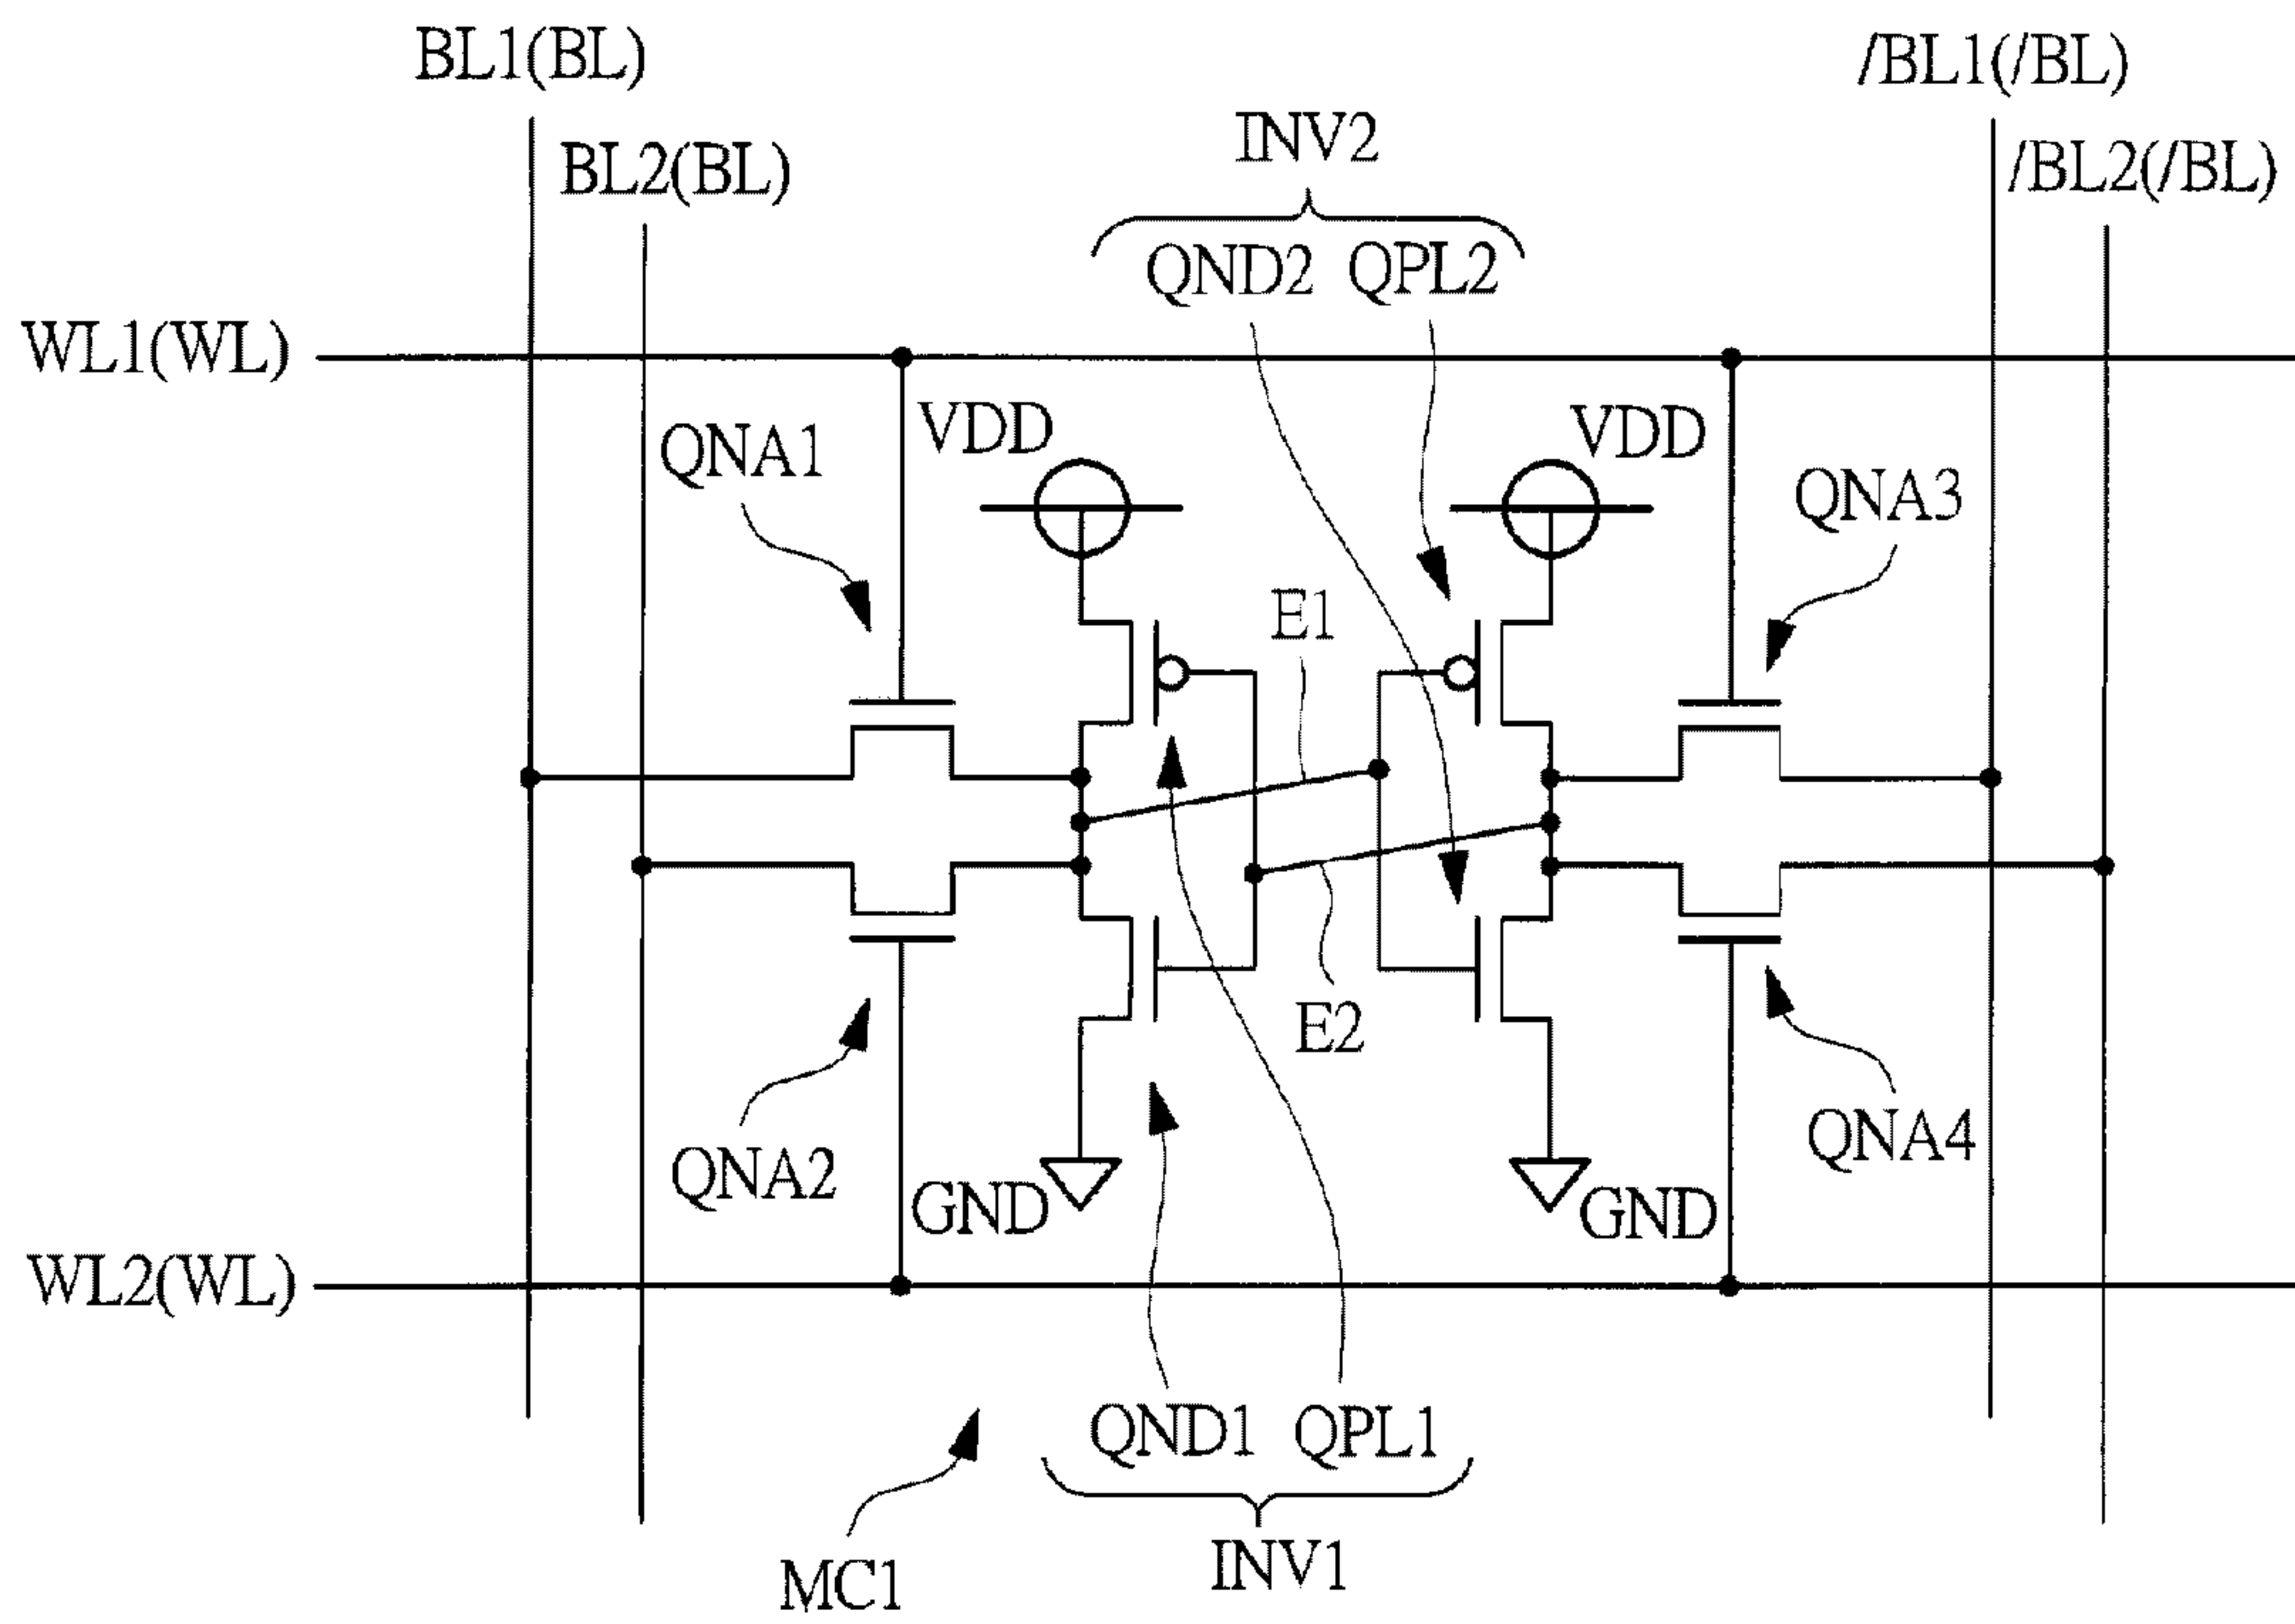 BL1(BL)
/BL1(/BL)
INV2
BL2(BL)
/BL2(/BL)
QND2 QPL2
WL1(WL)
VDD
VDD
QNA1
QNA3
E1
E2
QNA2
QNA4
GND
GND
WL2(WL)
QND1 QPL1
MC1
INV1